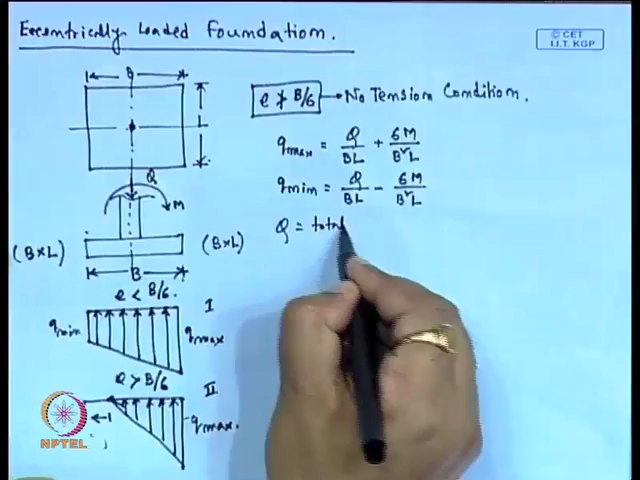 Eccentrically Loaded Foundation.
© CET
I.I.T. KGP
B
L
Q
M
(B×L)
(B×L)
B
e < B/6.
I
qmin
qmax
e > B/6
II
←
qmax.
NPTEL
e ≯ B/6 → No Tension Condition.
qmax = Q/BL + 6M/B²L
qmin = Q/BL - 6M/B²L
Q = total